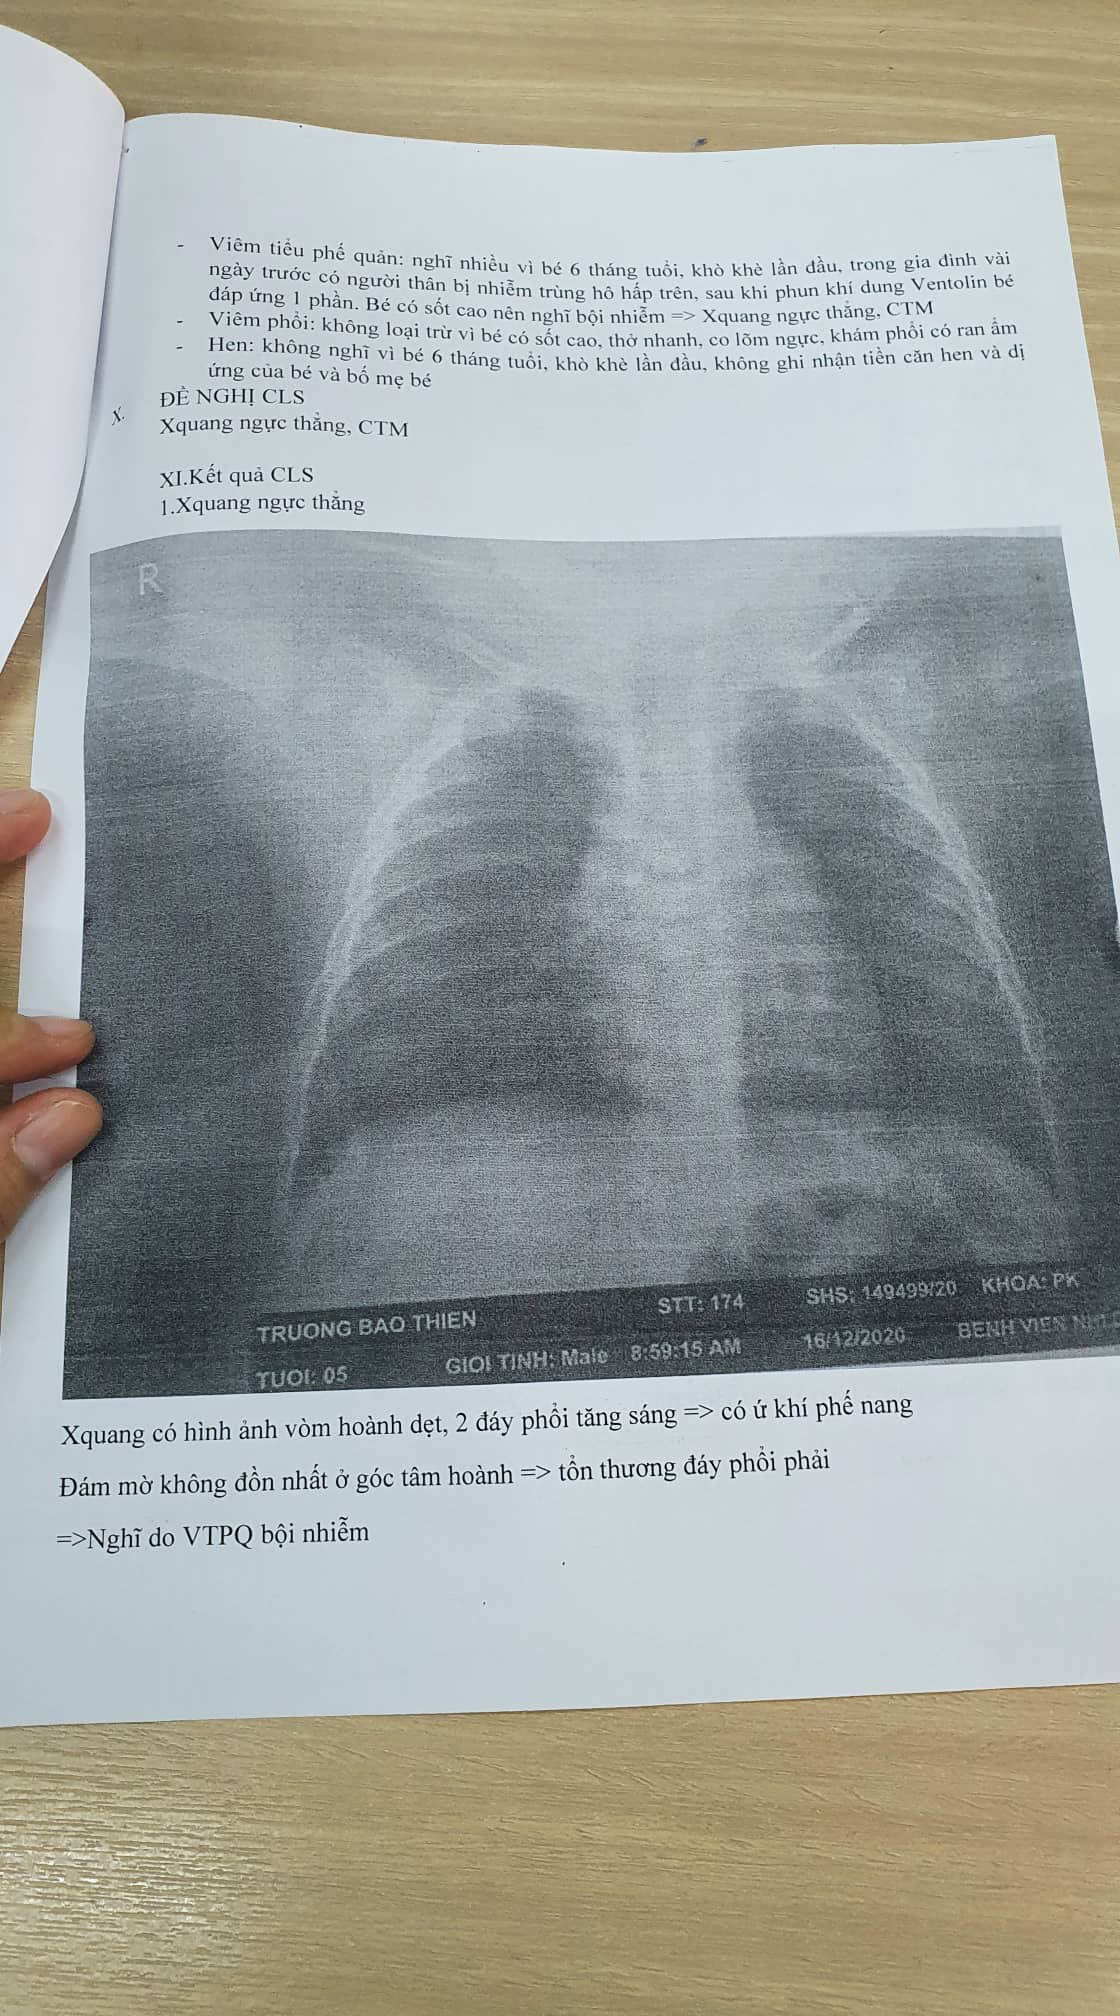 - Viêm tiểu phế quản: nghĩ nhiều vì bé 6 tháng tuổi, khò khè lần đầu, trong gia đình vài
ngày trước có người thân bị nhiễm trùng hô hấp trên, sau khi phun khí dung Ventolin bé
đáp ứng 1 phần. Bé có sốt cao nên nghĩ bội nhiễm => Xquang ngực thẳng, CTM
- Viêm phổi: không loại trừ vì bé có sốt cao, thở nhanh, co lõm ngực, khám phổi có ran ẩm
- Hen: không nghĩ vì bé 6 tháng tuổi, khò khè lần đầu, không ghi nhận tiền căn hen và dị
ứng của bé và bố mẹ bé
X. ĐỀ NGHỊ CLS
Xquang ngực thẳng, CTM
XI.Kết quả CLS
1.Xquang ngực thẳng
R
TRUONG BAO THIEN STT: 174 SHS: 149499/20 KHOA: PK
TUOI: 05 GIOI TINH: Male 8:59:15 AM 16/12/2020 BENH VIEN
Xquang có hình ảnh vòm hoành dẹt, 2 đáy phổi tăng sáng => có ứ khí phế nang
Đám mờ không đồn nhất ở góc tâm hoành => tổn thương đáy phổi phải
=>Nghĩ do VTPQ bội nhiễm